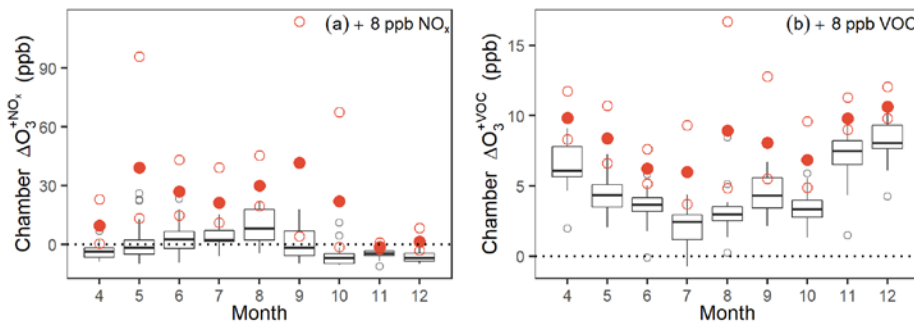 (a) + 8 ppb NOₓ
Chamber ΔO₃⁺ᴺᴼˣ (ppb)
90
60
30
0
4 5 6 7 8 9 10 11 12
Month
(b) + 8 ppb VOC
Chamber ΔO₃⁺ⱽᴼꟲ (ppb)
15
10
5
0
4 5 6 7 8 9 10 11 12
Month